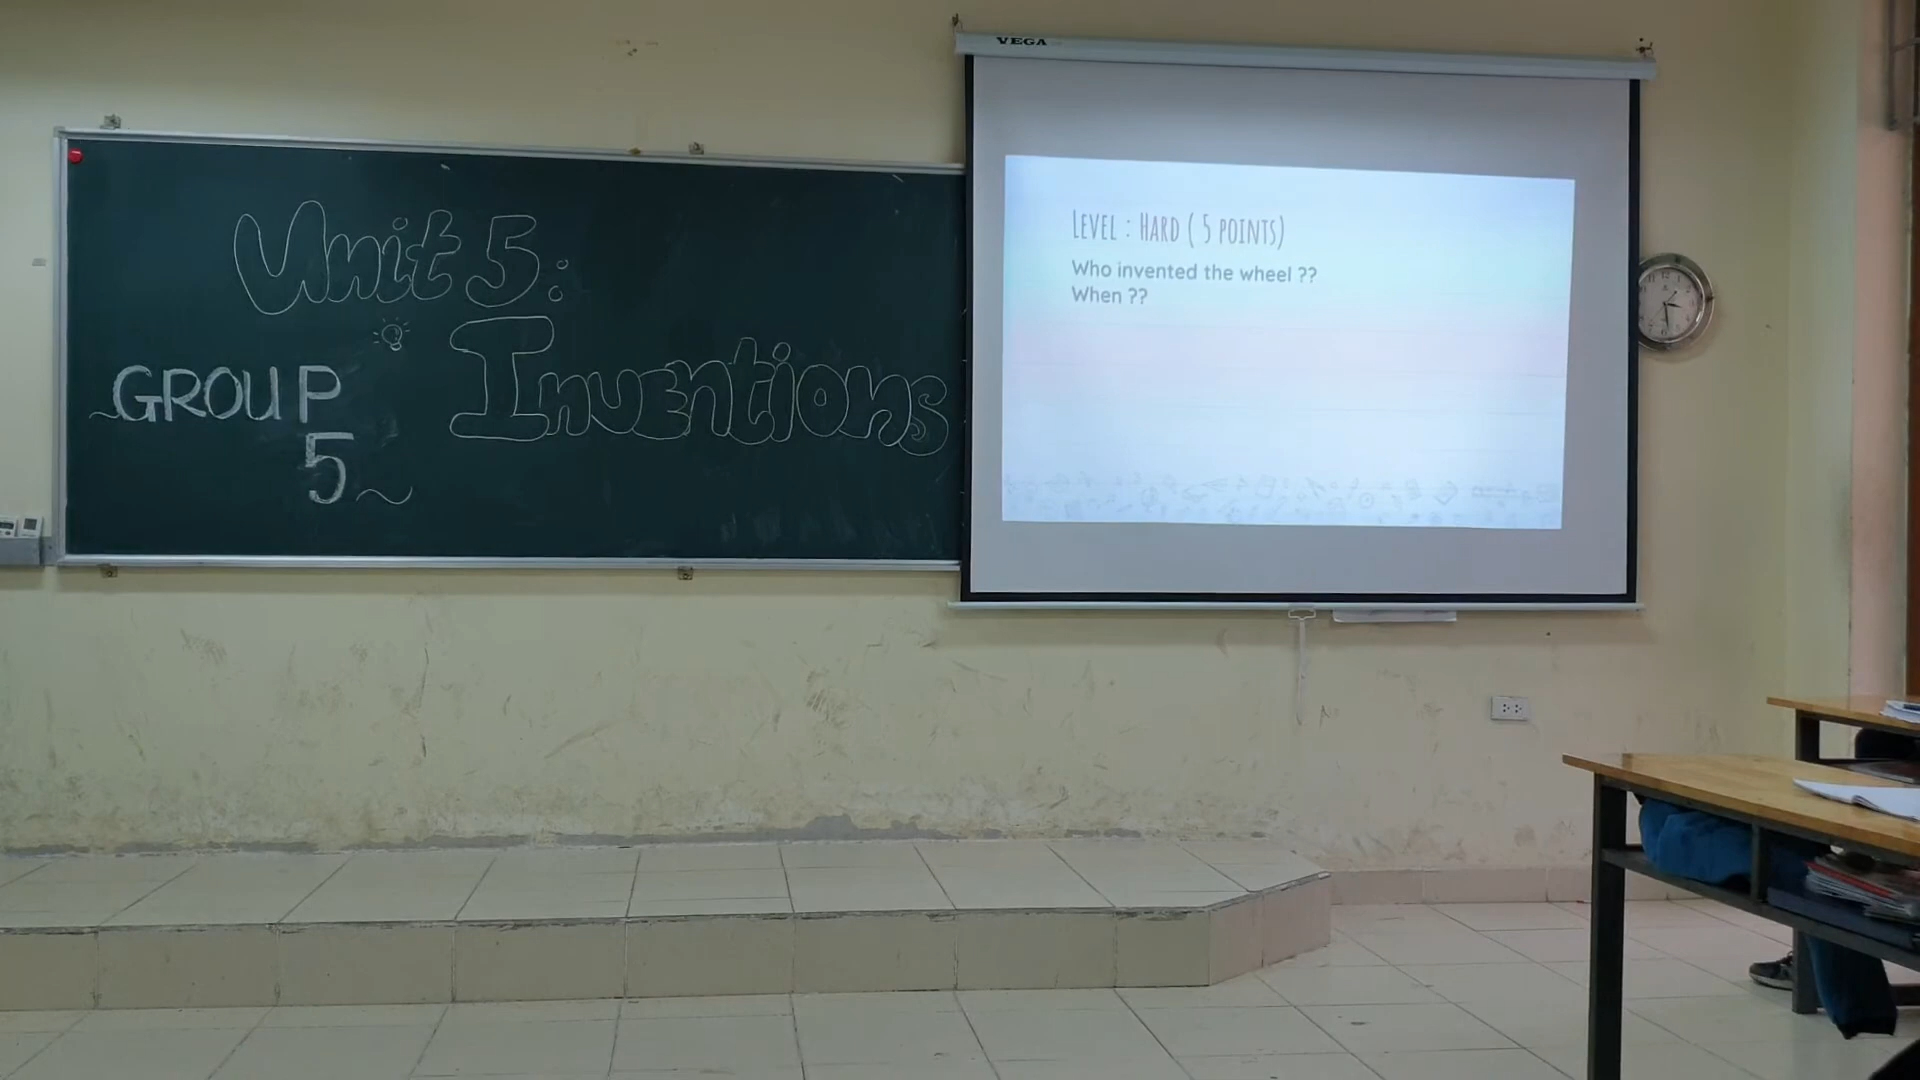 VEGA
Unit 5:
Inventions
GROUP
5
LEVEL : HARD ( 5 POINTS)
Who invented the wheel ??
When ??